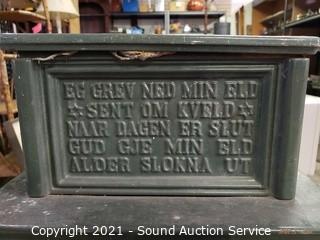 EG GREV NED MIN ELD
☆ SENT OM KVELD ☆
NAAR DAGEN ER SLUT
GUD GJE MIN ELD
ALDER SLOKNA UT
Copyright 2021 - Sound Auction Service